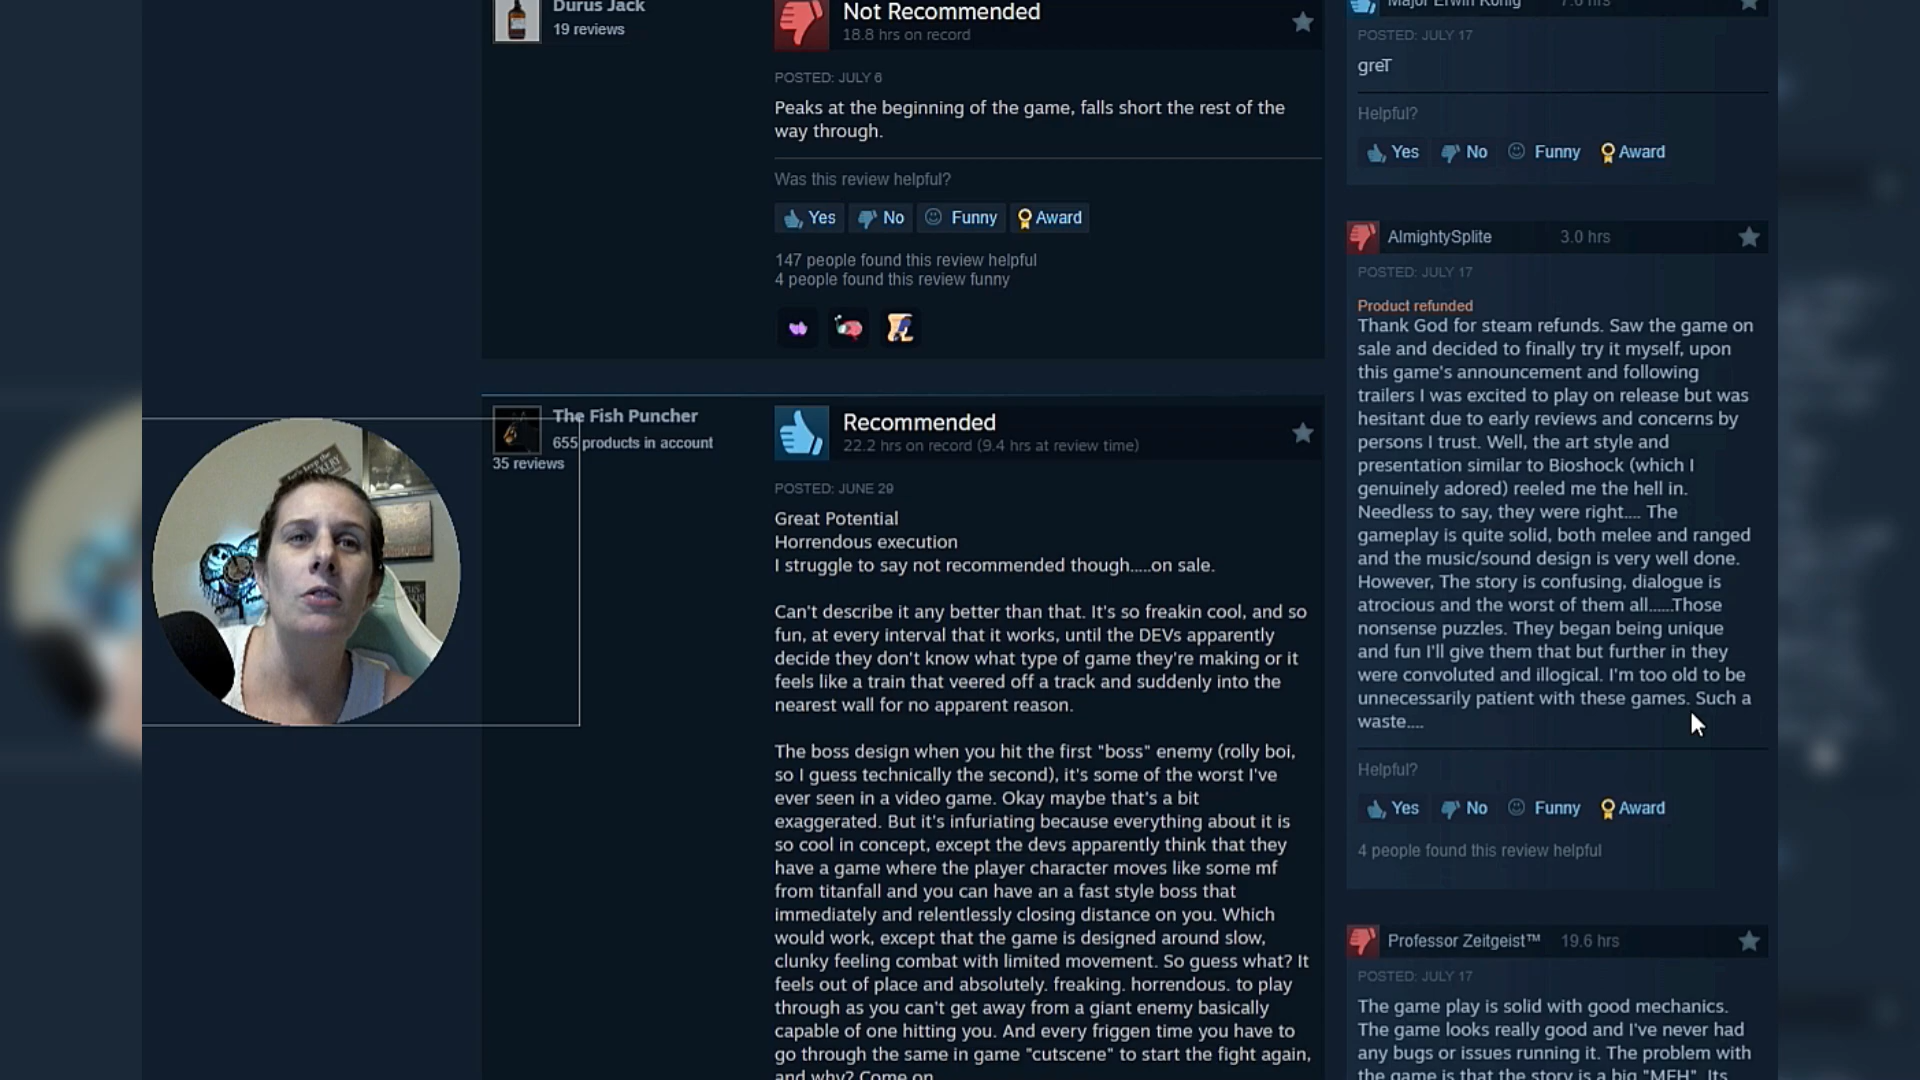 Durus Jack
19 reviews
Not Recommended
18.8 hrs on record
POSTED: JULY 6
Peaks at the beginning of the game, falls short the rest of the
way through.
Was this review helpful?
Yes No Funny Award
147 people found this review helpful
4 people found this review funny
The Fish Puncher
655 products in account
35 reviews
Recommended
22.2 hrs on record (9.4 hrs at review time)
POSTED: JUNE 29
Great Potential
Horrendous execution
I struggle to say not recommended though.....on sale.
Can't describe it any better than that. It's so freakin cool, and so
fun, at every interval that it works, until the DEVs apparently
decide they don't know what type of game they're making or it
feels like a train that veered off a track and suddenly into the
nearest wall for no apparent reason.
The boss design when you hit the first "boss" enemy (rolly boi,
so I guess technically the second), it's some of the worst I've
ever seen in a video game. Okay maybe that's a bit
exaggerated. But it's infuriating because everything about it is
so cool in concept, except the devs apparently think that they
have a game where the player character moves like some mf
from titanfall and you can have an a fast style boss that
immediately and relentlessly closing distance on you. Which
would work, except that the game is designed around slow,
clunky feeling combat with limited movement. So guess what? It
feels out of place and absolutely. freaking. horrendous. to play
through as you can't get away from a giant enemy basically
capable of one hitting you. And every friggen time you have to
go through the same in game "cutscene" to start the fight again,
and why? Come on
Major Erwin König 7.6 hrs
POSTED: JULY 17
greT
Helpful?
Yes No Funny Award
AlmightySplite 3.0 hrs
POSTED: JULY 17
Product refunded
Thank God for steam refunds. Saw the game on
sale and decided to finally try it myself, upon
this game's announcement and following
trailers I was excited to play on release but was
hesitant due to early reviews and concerns by
persons I trust. Well, the art style and
presentation similar to Bioshock (which I
genuinely adored) reeled me the hell in.
Needless to say, they were right.... The
gameplay is quite solid, both melee and ranged
and the music/sound design is very well done.
However, The story is confusing, dialogue is
atrocious and the worst of them all......Those
nonsense puzzles. They began being unique
and fun I'll give them that but further in they
were convoluted and illogical. I'm too old to be
unnecessarily patient with these games. Such a
waste....
Helpful?
Yes No Funny Award
4 people found this review helpful
Professor Zeitgeist™ 19.6 hrs
POSTED: JULY 17
The game play is solid with good mechanics.
The game looks really good and I've never had
any bugs or issues running it. The problem with
the game is that the story is a big "MEH". Its